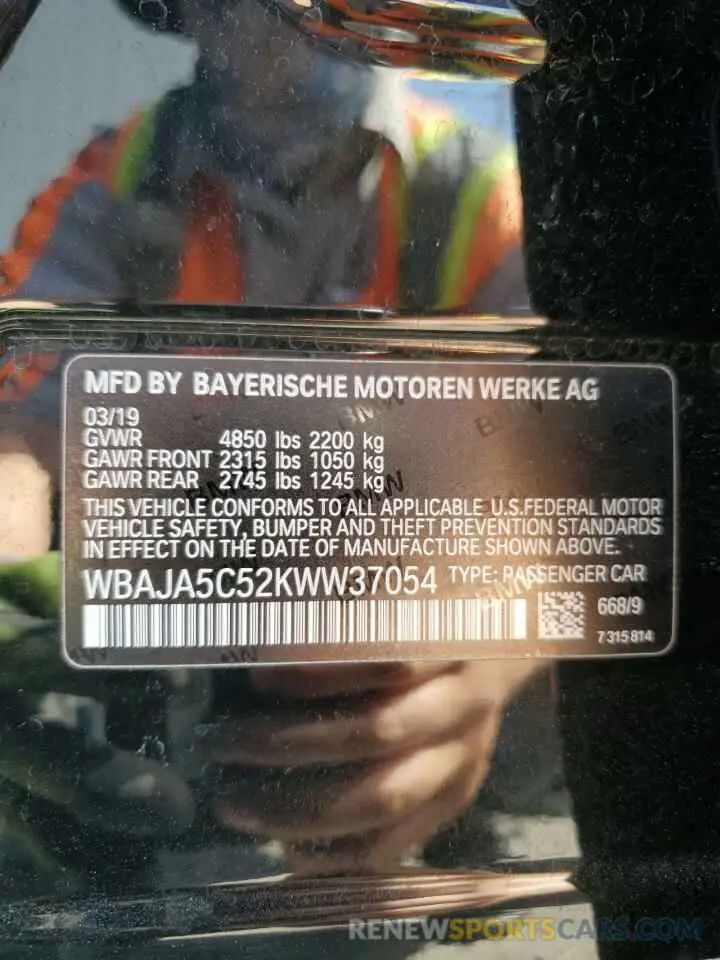 MFD BY BAYERISCHE MOTOREN WERKE AG
03/19
GVWR 4850 lbs 2200 kg
GAWR FRONT 2315 lbs 1050 kg
GAWR REAR 2745 lbs 1245 kg
THIS VEHICLE CONFORMS TO ALL APPLICABLE U.S.FEDERAL MOTOR
VEHICLE SAFETY, BUMPER AND THEFT PREVENTION STANDARDS
IN EFFECT ON THE DATE OF MANUFACTURE SHOWN ABOVE.
WBAJA5C52KWW37054 TYPE: PASSENGER CAR
668/9
7 315 814
RENEWSPORTSCARS.COM